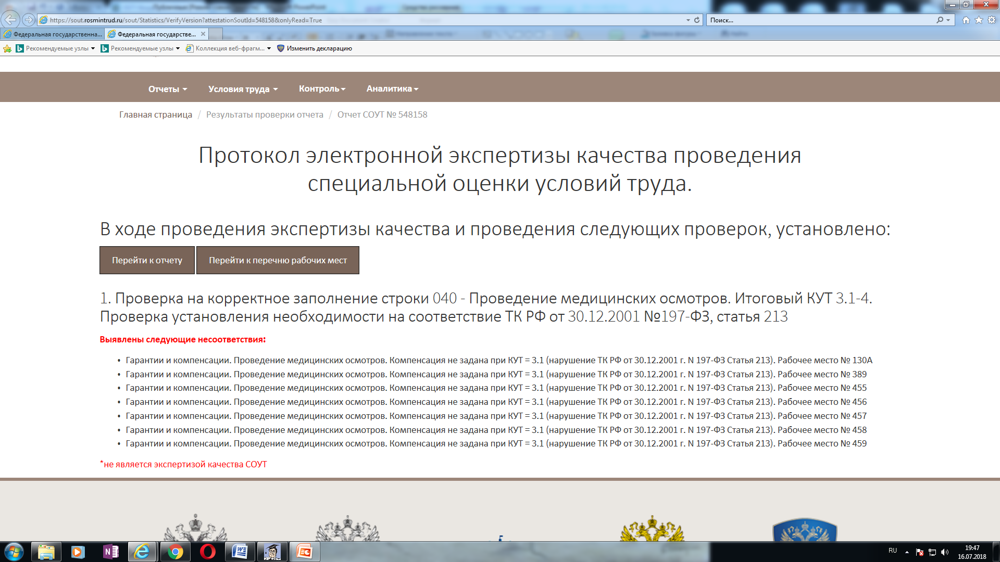 https://sout.rosmintrud.ru/sout/Statistics/VerifyVersion?attestationSoutId=548158&onlyRead=True
Поиск...
Федеральная государственна...
Федеральная государстве...
Рекомендуемые узлы
Рекомендуемые узлы
Коллекция веб-фрагм...
Изменить декларацию
Отчеты
Условия труда
Контроль
Аналитика
Главная страница / Результаты проверки отчета / Отчет СОУТ № 548158
Протокол электронной экспертизы качества проведения
специальной оценки условий труда.
В ходе проведения экспертизы качества и проведения следующих проверок, установлено:
Перейти к отчету
Перейти к перечню рабочих мест
1. Проверка на корректное заполнение строки 040 - Проведение медицинских осмотров. Итоговый КУТ 3.1-4.
Проверка установления необходимости на соответствие ТК РФ от 30.12.2001 №197-ФЗ, статья 213
Выявлены следующие несоответствия:
• Гарантии и компенсации. Проведение медицинских осмотров. Компенсация не задана при КУТ = 3.1 (нарушение ТК РФ от 30.12.2001 г. N 197-ФЗ Статья 213). Рабочее место № 130А
• Гарантии и компенсации. Проведение медицинских осмотров. Компенсация не задана при КУТ = 3.1 (нарушение ТК РФ от 30.12.2001 г. N 197-ФЗ Статья 213). Рабочее место № 389
• Гарантии и компенсации. Проведение медицинских осмотров. Компенсация не задана при КУТ = 3.1 (нарушение ТК РФ от 30.12.2001 г. N 197-ФЗ Статья 213). Рабочее место № 455
• Гарантии и компенсации. Проведение медицинских осмотров. Компенсация не задана при КУТ = 3.1 (нарушение ТК РФ от 30.12.2001 г. N 197-ФЗ Статья 213). Рабочее место № 456
• Гарантии и компенсации. Проведение медицинских осмотров. Компенсация не задана при КУТ = 3.1 (нарушение ТК РФ от 30.12.2001 г. N 197-ФЗ Статья 213). Рабочее место № 457
• Гарантии и компенсации. Проведение медицинских осмотров. Компенсация не задана при КУТ = 3.1 (нарушение ТК РФ от 30.12.2001 г. N 197-ФЗ Статья 213). Рабочее место № 458
• Гарантии и компенсации. Проведение медицинских осмотров. Компенсация не задана при КУТ = 3.1 (нарушение ТК РФ от 30.12.2001 г. N 197-ФЗ Статья 213). Рабочее место № 459
*не является экспертизой качества СОУТ
RU
19:47
16.07.2018